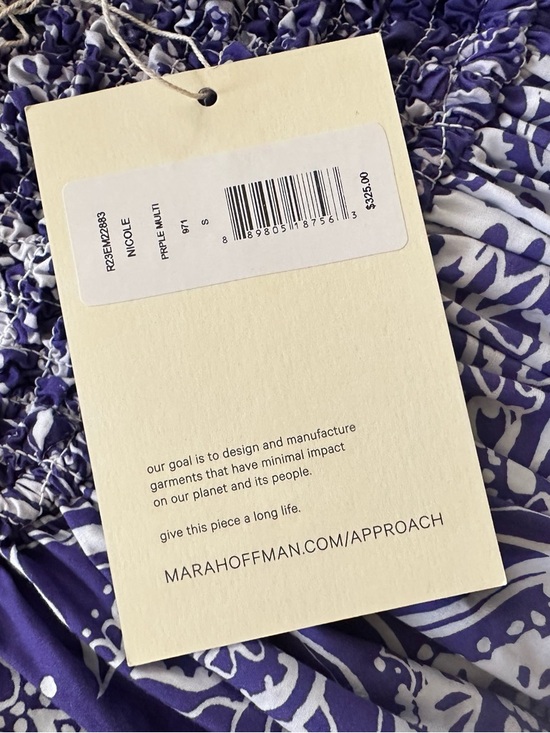 R23EM22883
NICOLE
PRPLE MULTI
971
S
8 89805 18756 3
$325.00
our goal is to design and manufacture
garments that have minimal impact
on our planet and its people.
give this piece a long life.
MARAHOFFMAN.COM/APPROACH